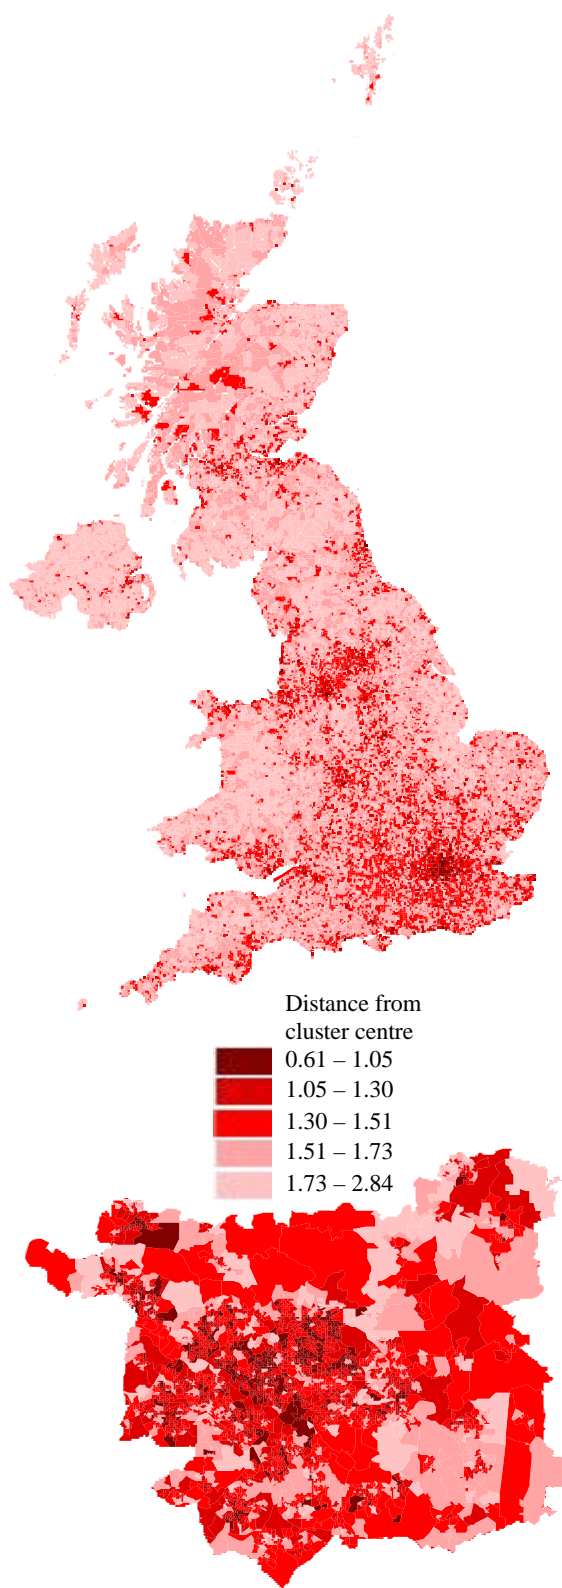 Distance from
cluster centre
0.61 – 1.05
1.05 – 1.30
1.30 – 1.51
1.51 – 1.73
1.73 – 2.84